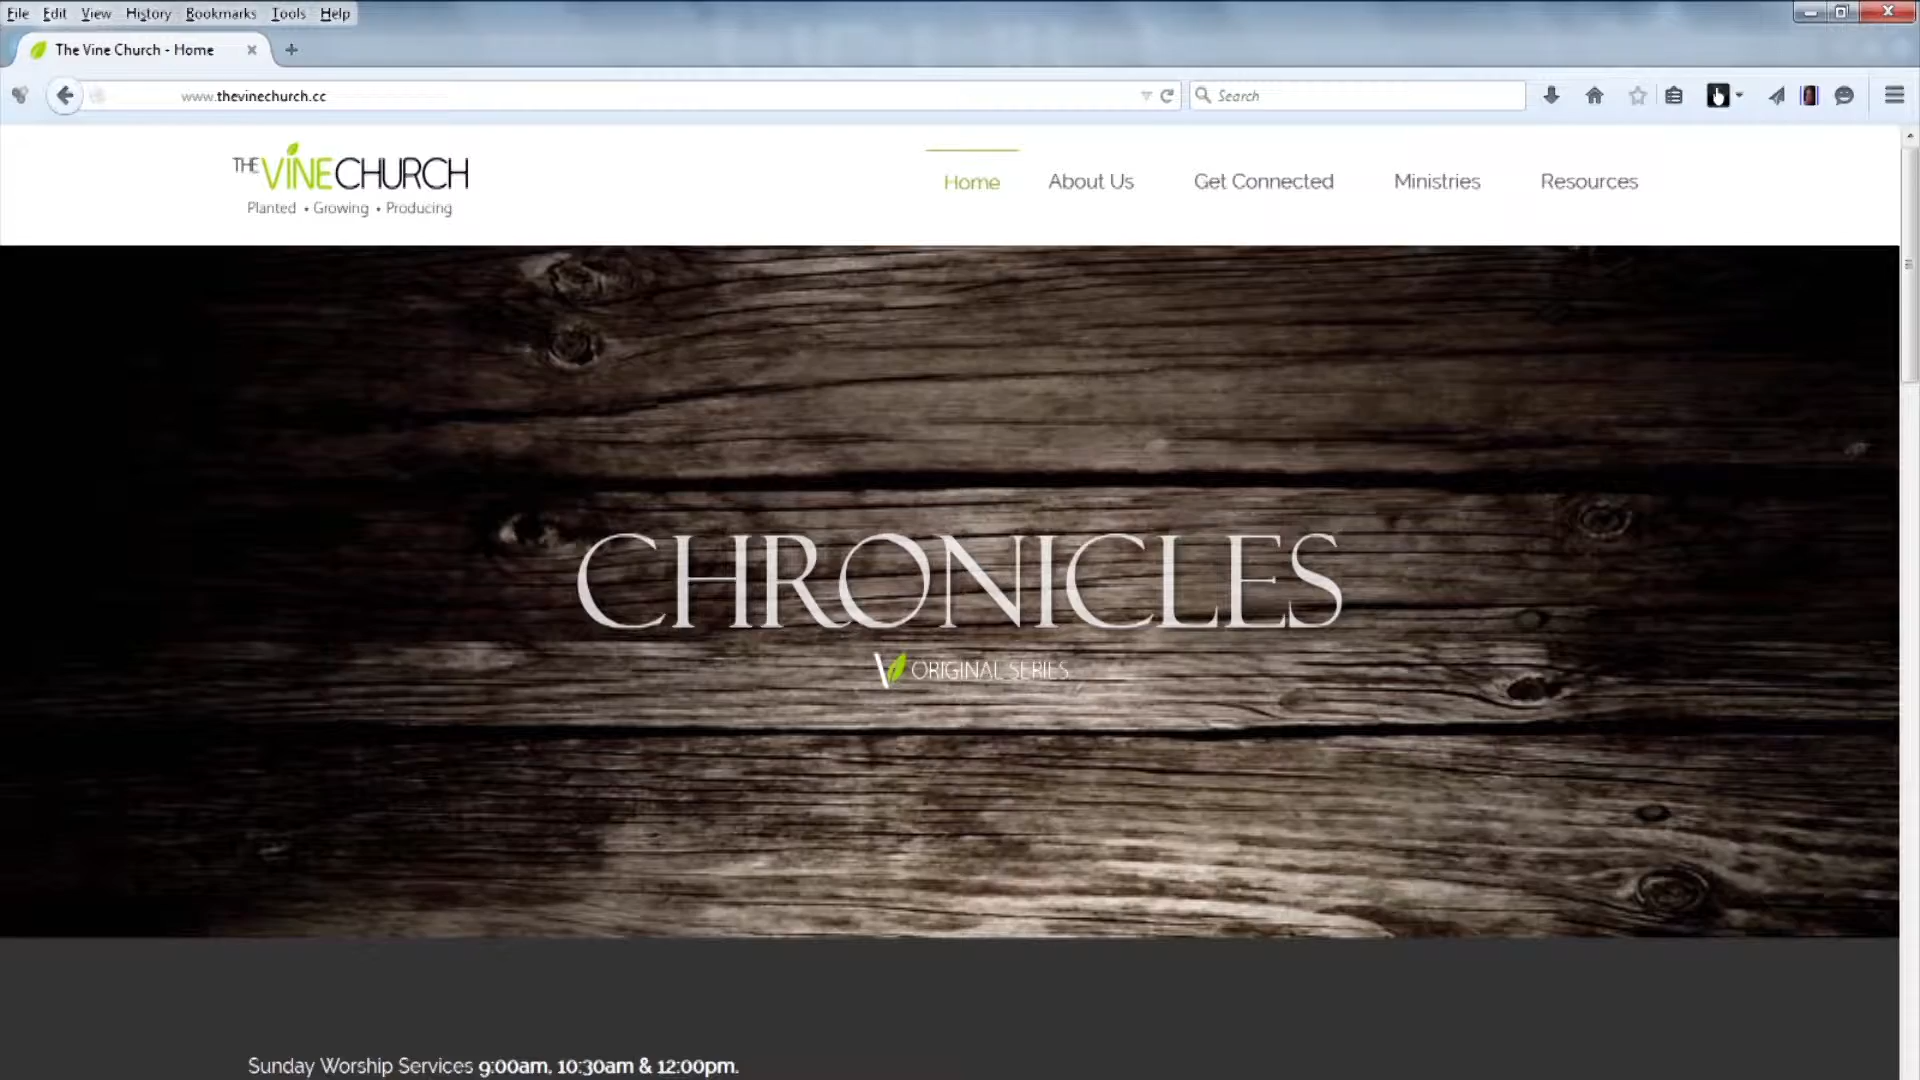 File Edit View History Bookmarks Tools Help
The Vine Church - Home
www.thevinechurch.cc
Search
THE VINE CHURCH
Planted • Growing • Producing
Home About Us Get Connected Ministries Resources
CHRONICLES
V ORIGINAL SERIES
Sunday Worship Services 9:00am, 10:30am & 12:00pm.